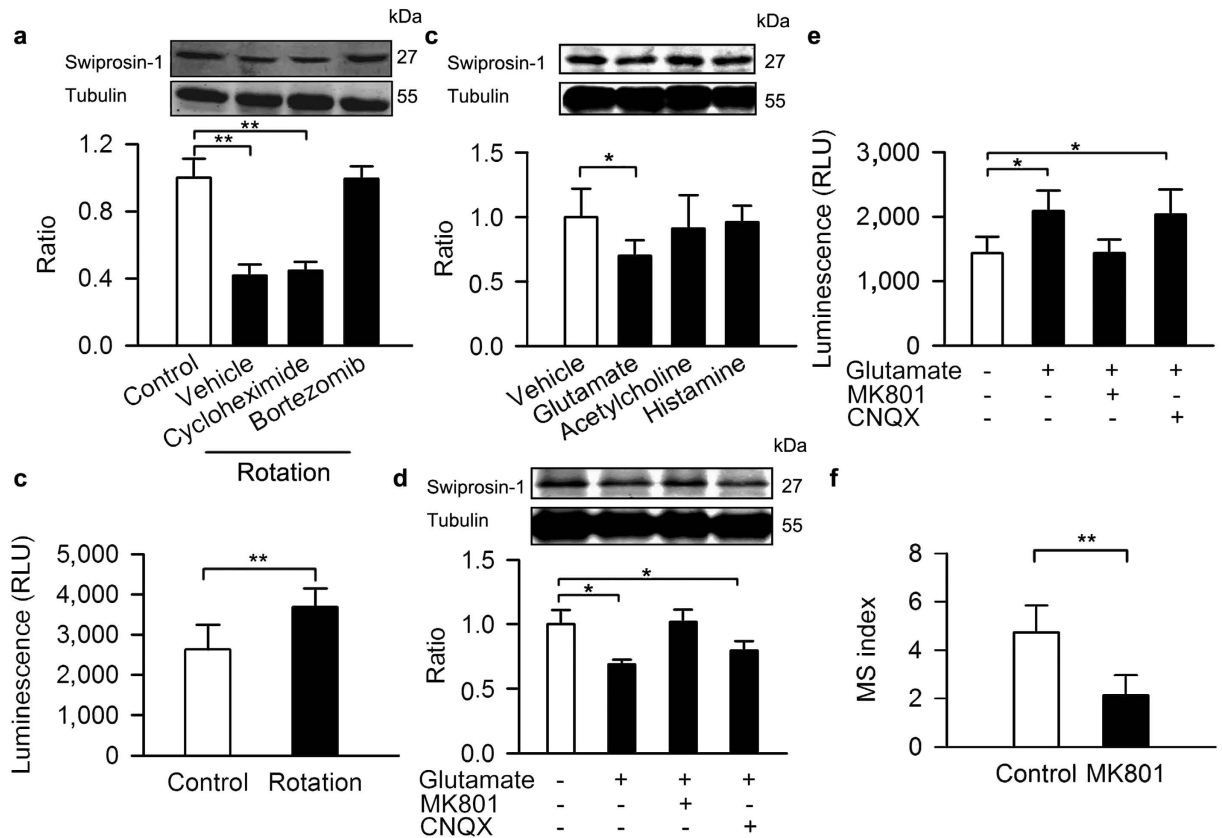 a
kDa
Swiprosin-1
27
Tubulin
55
**
**
1.2
0.8
0.4
0.0
Ratio
Control
Vehicle
Cycloheximide
Bortezomib
Rotation
c
kDa
Swiprosin-1
27
Tubulin
55
*
1.5
1.0
0.5
0.0
Ratio
Vehicle
Glutamate
Acetylcholine
Histamine
e
*
*
3,000
2,000
1,000
0
Luminescence (RLU)
Glutamate - + + +
MK801 - - + -
CNQX - - - +
c
**
5,000
4,000
3,000
2,000
1,000
0
Luminescence (RLU)
Control Rotation
d
kDa
Swiprosin-1
27
Tubulin
55
*
*
1.5
1.0
0.5
0.0
Ratio
Glutamate - + + +
MK801 - - + -
CNQX - - - +
f
**
8
6
4
2
0
MS index
Control MK801